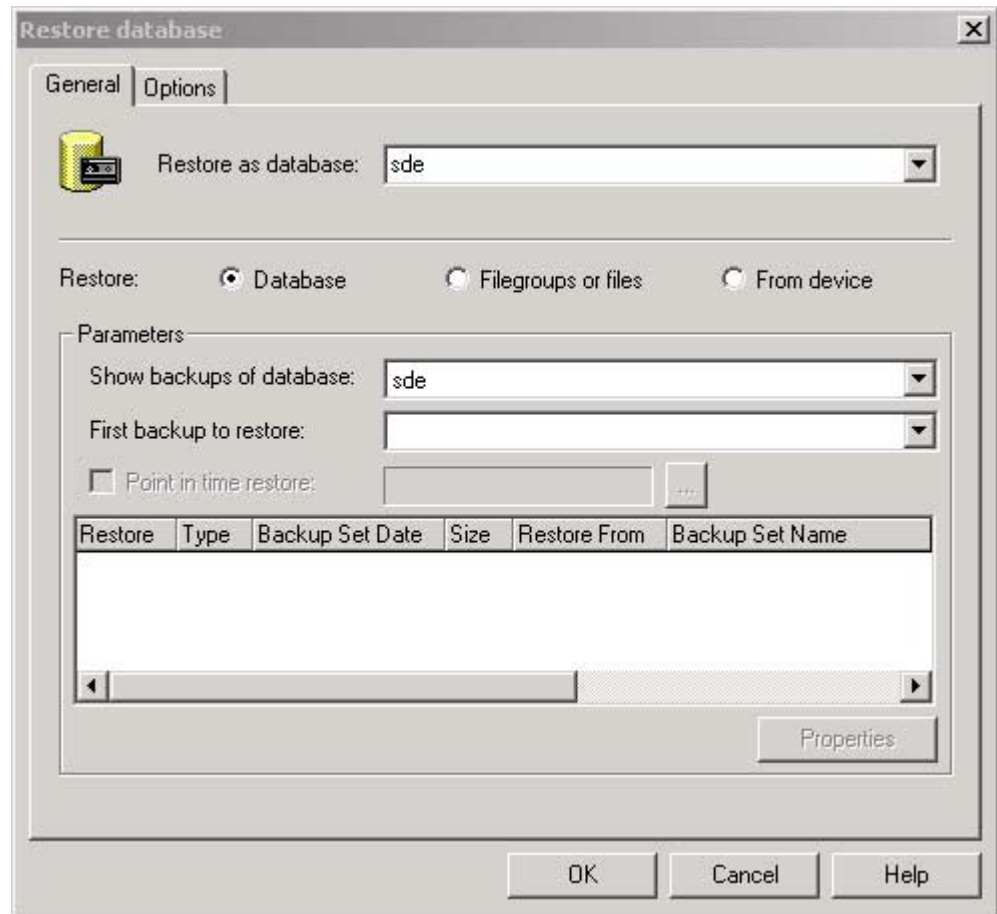 Restore database
General Options
Restore as database: sde
Restore: Database Filegroups or files From device
Parameters
Show backups of database: sde
First backup to restore:
Point in time restore: ...
Restore Type Backup Set Date Size Restore From Backup Set Name
Properties
OK Cancel Help